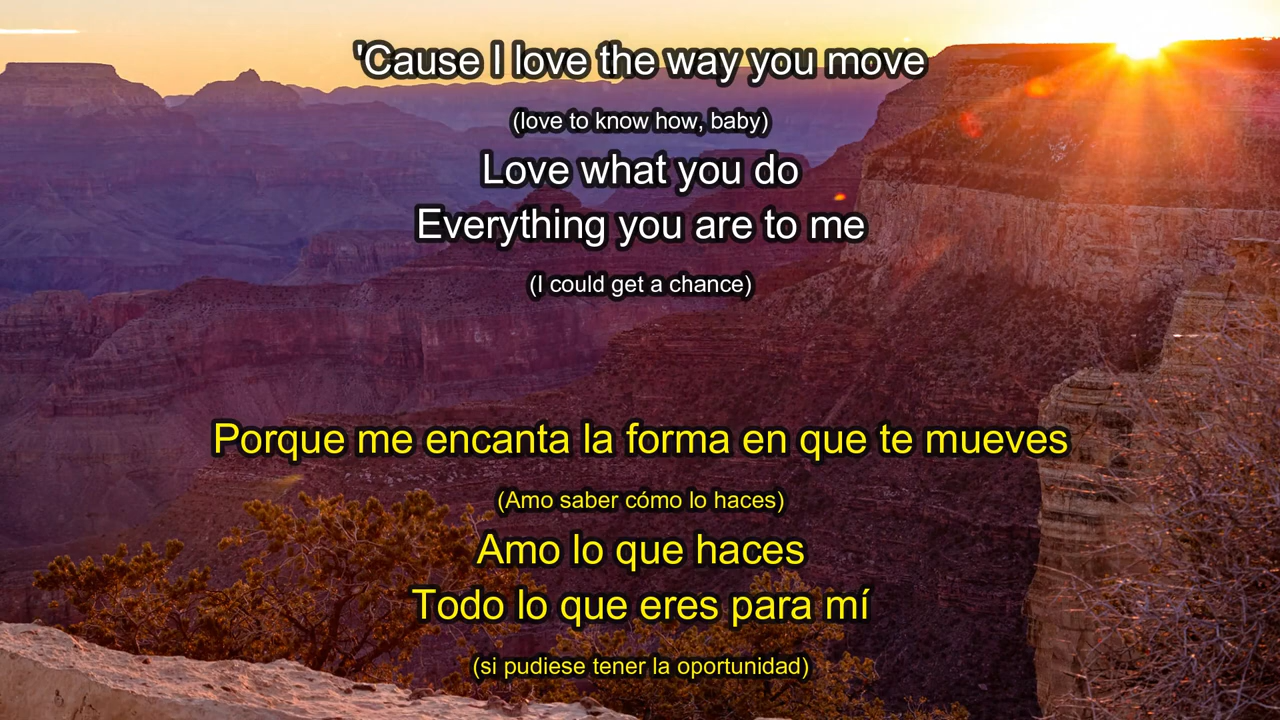 'Cause I love the way you move
(love to know how, baby)
Love what you do
Everything you are to me
(I could get a chance)
Porque me encanta la forma en que te mueves
(Amo saber cómo lo haces)
Amo lo que haces
Todo lo que eres para mí
(si pudiese tener la oportunidad)